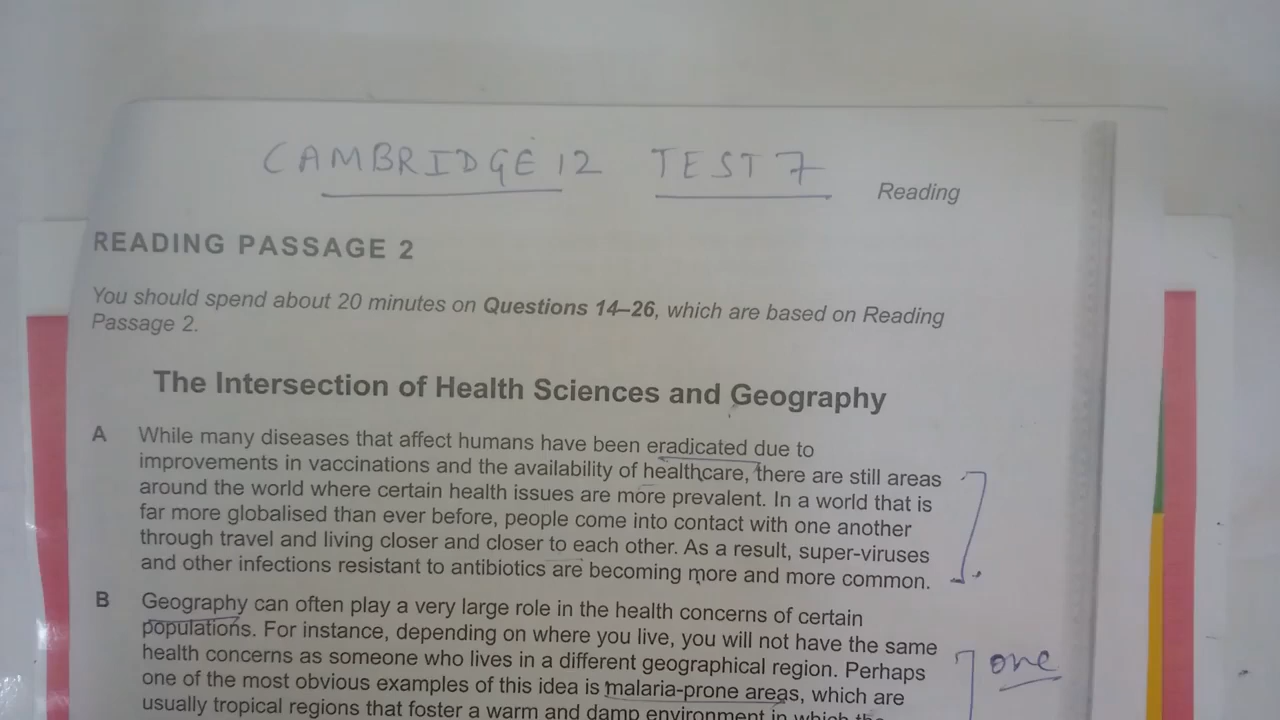 CAMBRIDGE 12 TEST 7
Reading
READING PASSAGE 2
You should spend about 20 minutes on Questions 14–26, which are based on Reading
Passage 2.
The Intersection of Health Sciences and Geography
A While many diseases that affect humans have been eradicated due to
improvements in vaccinations and the availability of healthcare, there are still areas
around the world where certain health issues are more prevalent. In a world that is
far more globalised than ever before, people come into contact with one another
through travel and living closer and closer to each other. As a result, super-viruses
and other infections resistant to antibiotics are becoming more and more common.
B Geography can often play a very large role in the health concerns of certain
populations. For instance, depending on where you live, you will not have the same
health concerns as someone who lives in a different geographical region. Perhaps
one
one of the most obvious examples of this idea is malaria-prone areas, which are
usually tropical regions that foster a warm and damp environment in which the